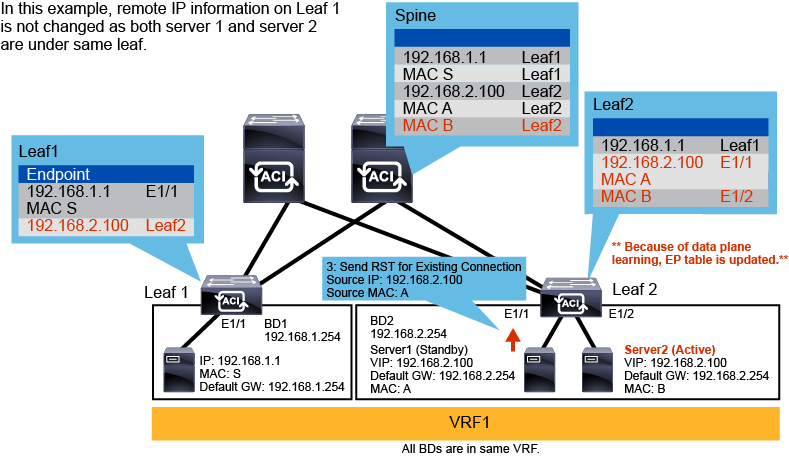 In this example, remote IP information on Leaf 1
is not changed as both server 1 and server 2
are under same leaf.
Spine
192.168.1.1 Leaf1
MAC S Leaf1
192.168.2.100 Leaf2
MAC A Leaf2
MAC B Leaf2
Leaf2
192.168.1.1 Leaf1
192.168.2.100 E1/1
MAC A
MAC B E1/2
Leaf1
Endpoint
192.168.1.1 E1/1
MAC S
192.168.2.100 Leaf2
ACI
ACI
** Because of data plane
learning, EP table is updated.**
3: Send RST for Existing Connection
Source IP: 192.168.2.100
Source MAC: A
Leaf 1
ACI
Leaf 2
ACI
E1/1
BD1
192.168.1.254
IP: 192.168.1.1
MAC: S
Default GW: 192.168.1.254
E1/1
E1/2
BD2
192.168.2.254
Server1 (Standby)
VIP: 192.168.2.100
Default GW: 192.168.2.254
MAC: A
Server2 (Active)
VIP: 192.168.2.100
Default GW: 192.168.2.254
MAC: B
VRF1
All BDs are in same VRF.